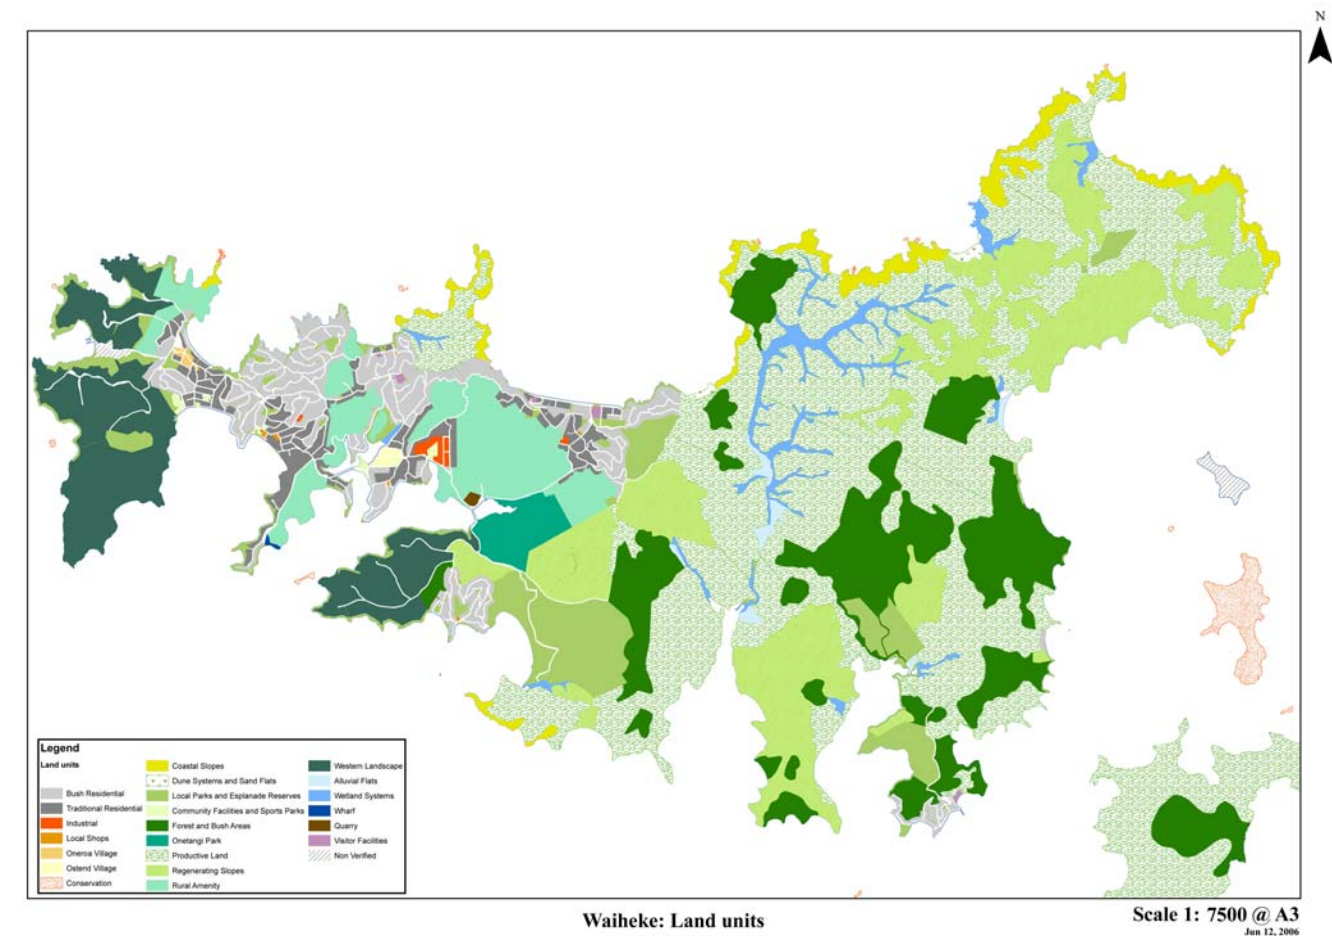 N
Legend
Land units
Bush Residential
Traditional Residential
Industrial
Local Shops
Oneroa Village
Ostend Village
Conservation
Coastal Slopes
Dune Systems and Sand Flats
Local Parks and Esplanade Reserves
Community Facilities and Sports Parks
Forest and Bush Areas
Onetangi Park
Productive Land
Regenerating Slopes
Rural Amenity
Western Landscape
Alluvial Flats
Wetland Systems
Wharf
Quarry
Visitor Facilities
Non Verified
Waiheke: Land units
Scale 1: 7500 @ A3
Jun 12, 2006